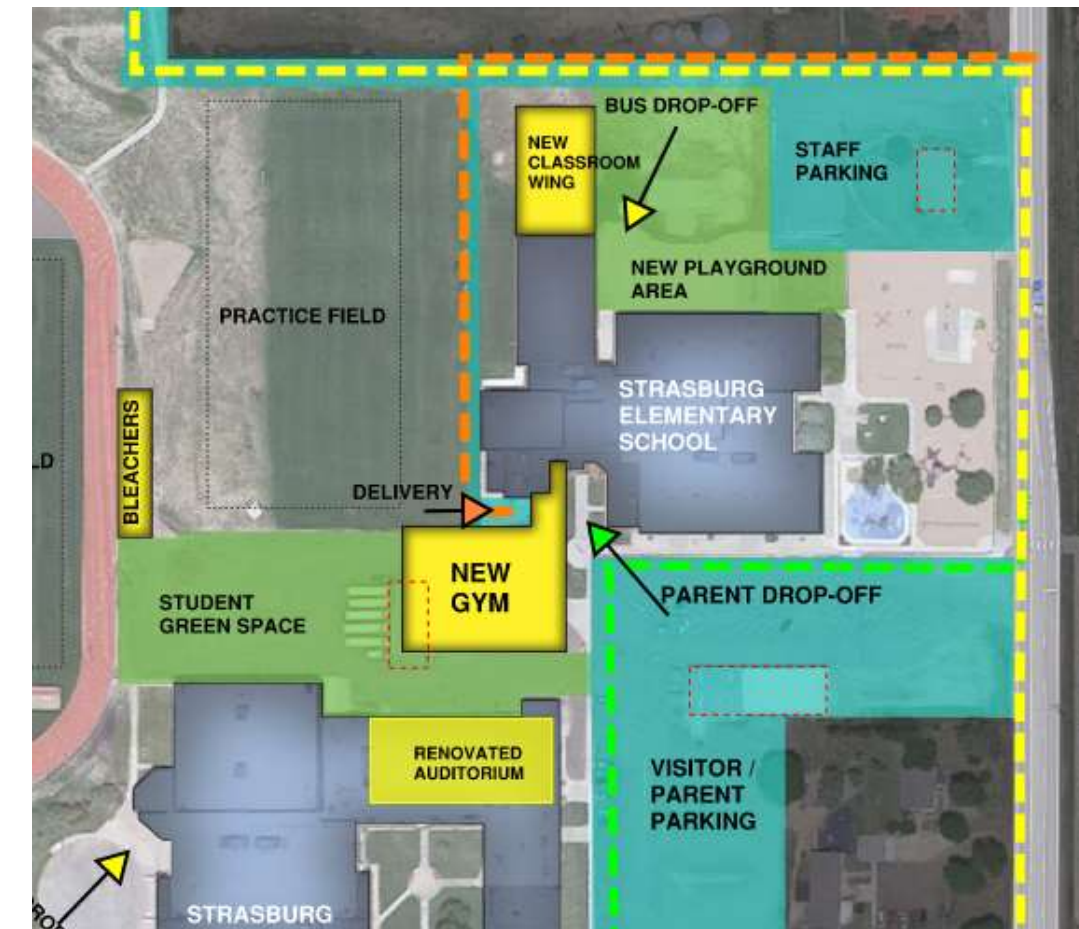 BUS DROP-OFF
NEW
CLASSROOM
WING
STAFF
PARKING
NEW PLAYGROUND
AREA
PRACTICE FIELD
STRASBURG
ELEMENTARY
SCHOOL
BLEACHERS
LD
DELIVERY
NEW
GYM
PARENT DROP-OFF
STUDENT
GREEN SPACE
RENOVATED
AUDITORIUM
VISITOR /
PARENT
PARKING
STRASBURG